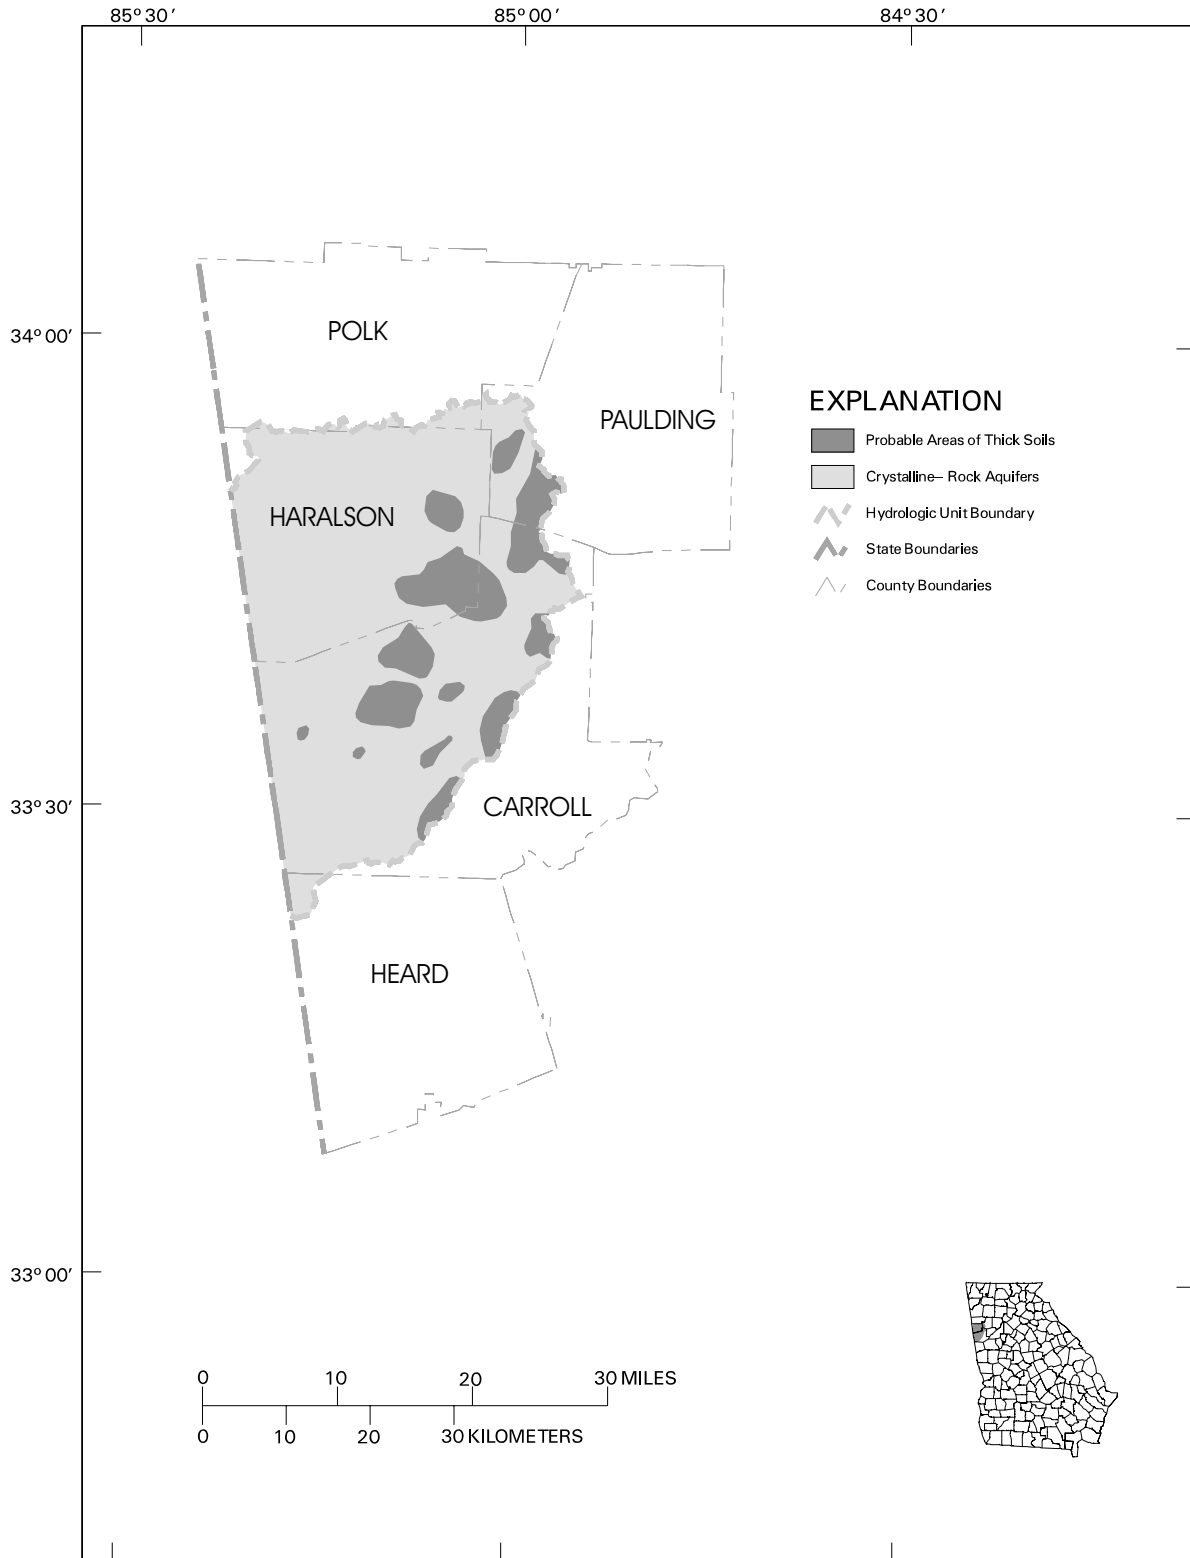 85° 30′ 85° 00′ 84° 30′
34° 00′
POLK
PAULDING
EXPLANATION
Probable Areas of Thick Soils
Crystalline– Rock Aquifers
Hydrologic Unit Boundary
State Boundaries
County Boundaries
HARALSON
33° 30′
CARROLL
HEARD
33° 00′
0 10 20 30 MILES
0 10 20 30 KILOMETERS